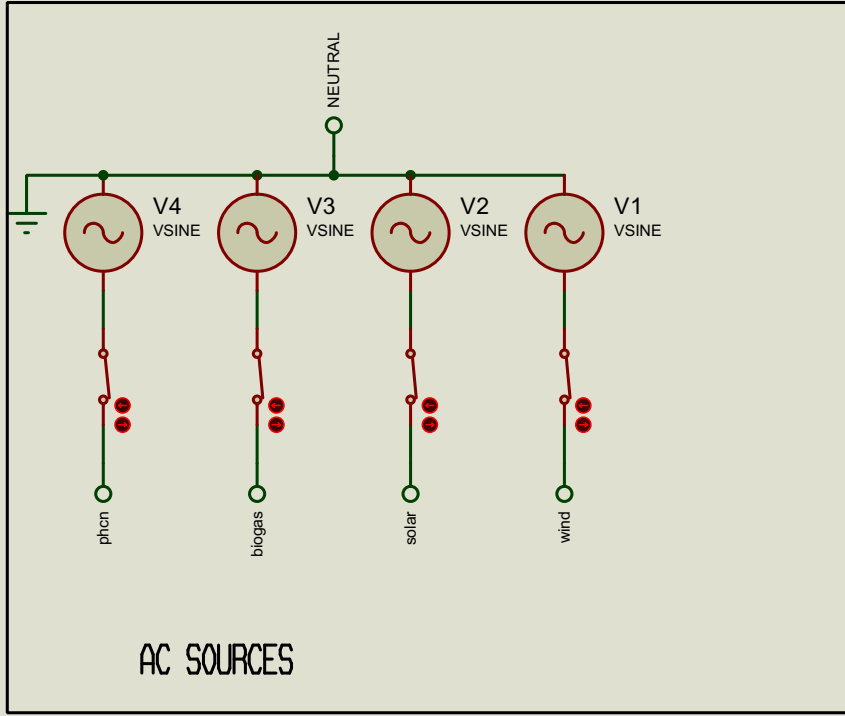 NEUTRAL
V4
VSINE
V3
VSINE
V2
VSINE
V1
VSINE
phcn
biogas
solar
wind
AC SOURCES